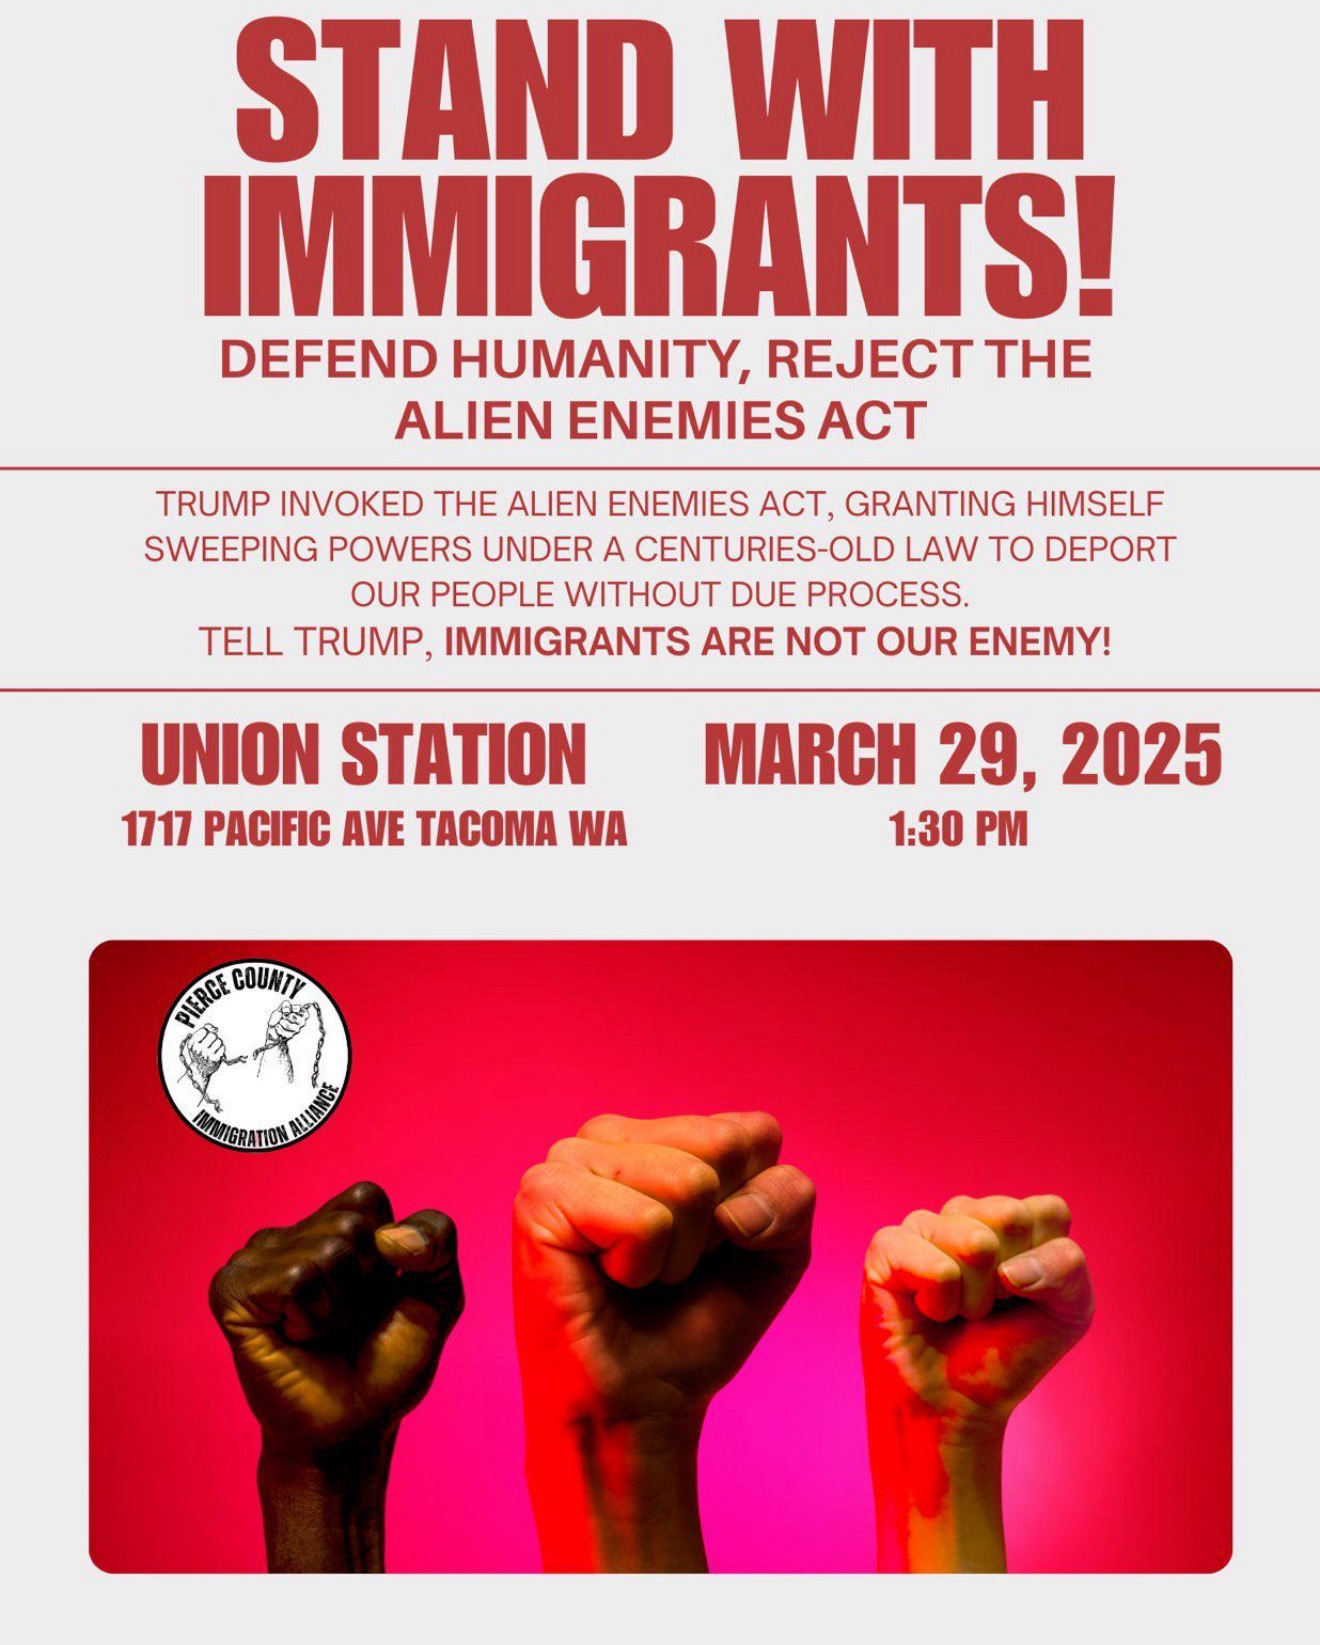 STAND WITH
IMMIGRANTS!
DEFEND HUMANITY, REJECT THE
ALIEN ENEMIES ACT
TRUMP INVOKED THE ALIEN ENEMIES ACT, GRANTING HIMSELF
SWEEPING POWERS UNDER A CENTURIES-OLD LAW TO DEPORT
OUR PEOPLE WITHOUT DUE PROCESS.
TELL TRUMP, IMMIGRANTS ARE NOT OUR ENEMY!
UNION STATION
1717 PACIFIC AVE TACOMA WA
MARCH 29, 2025
1:30 PM
PIERCE COUNTY
IMMIGRATION ALLIANCE